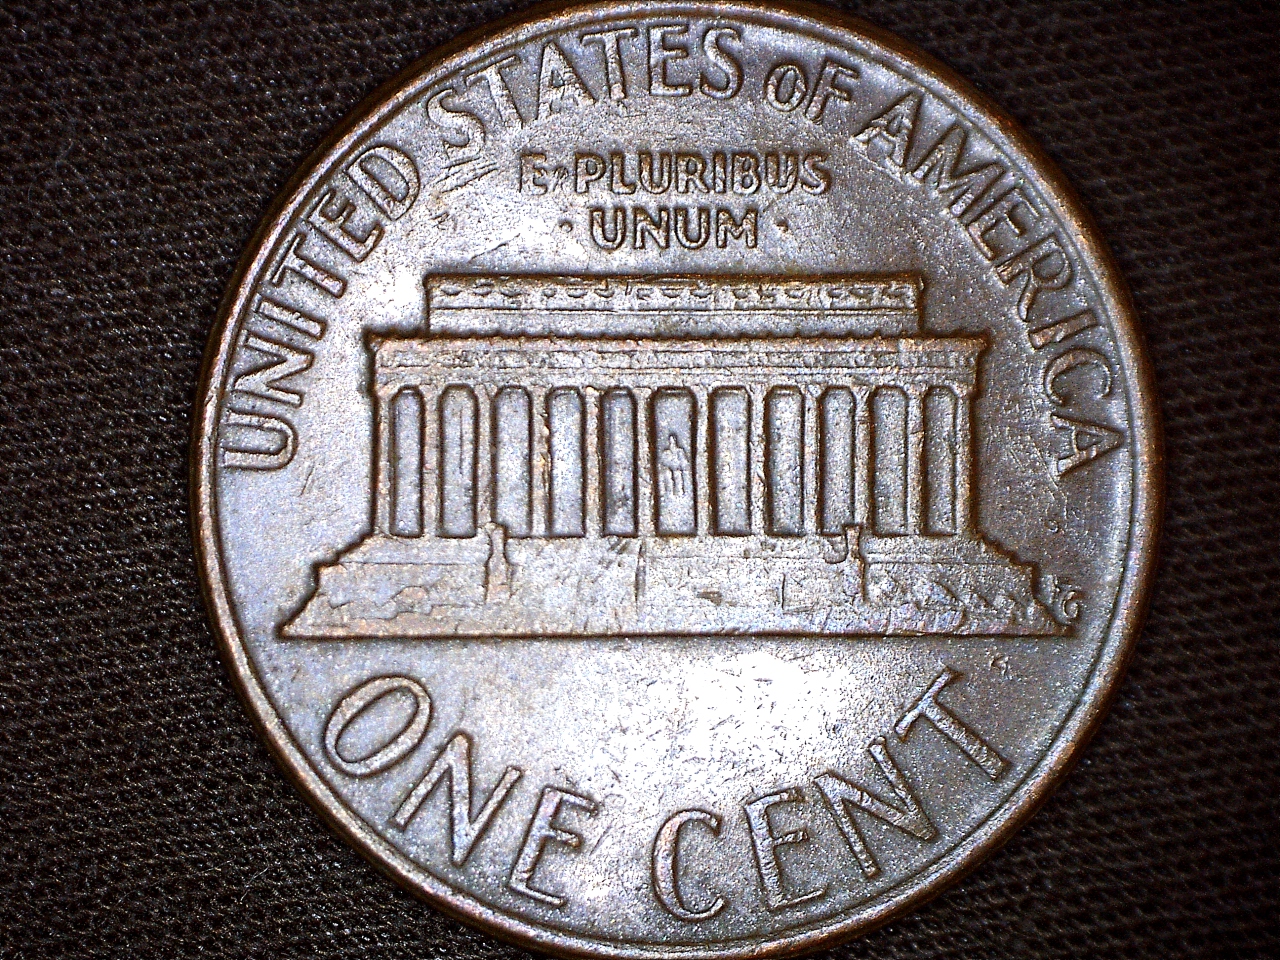 UNITED STATES OF AMERICA
E·PLURIBUS
·UNUM·
ONE CENT